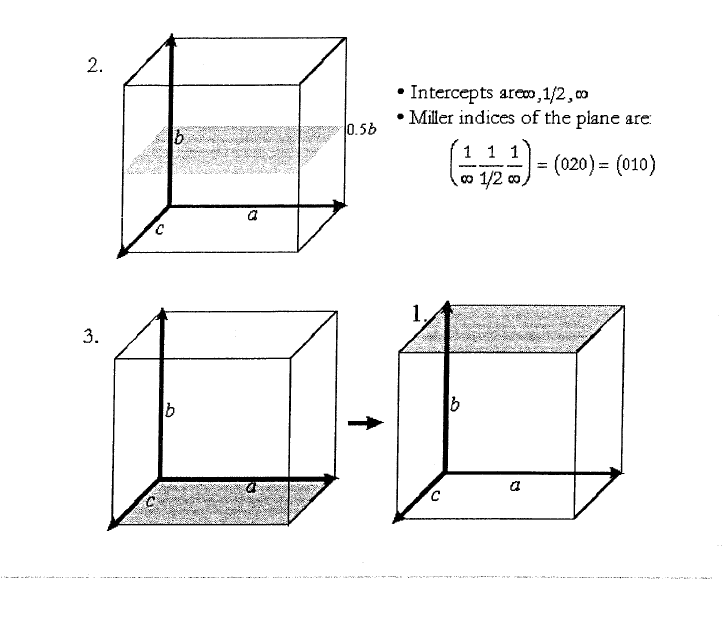 2.
b
0.5b
a
c
• Intercepts are∞,1/2,∞
• Miller indices of the plane are:
(1/∞ 1/1/2 1/∞) = (020) = (010)
3.
b
a
c
1.
b
a
c